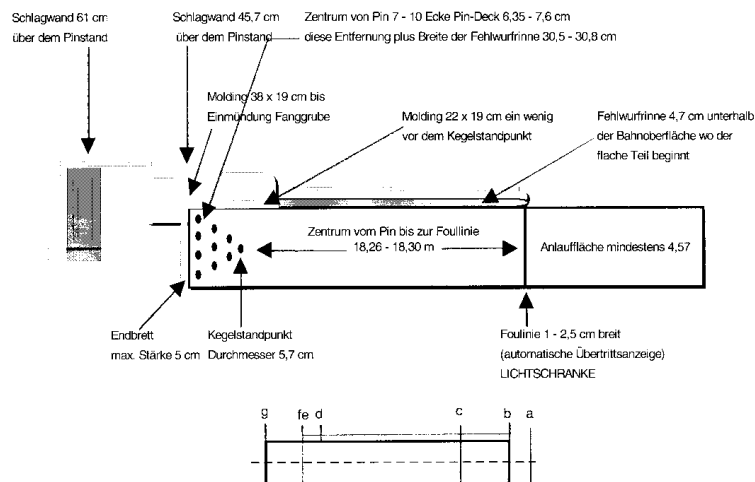 Schlagwand 61 cm
über dem Pinstand
Schlagwand 45,7 cm
über dem Pinstand
Zentrum von Pin 7 - 10 Ecke Pin-Deck 6,35 - 7,6 cm
diese Entfernung plus Breite der Fehlwurfrinne 30,5 - 30,8 cm
Molding 38 x 19 cm bis
Einmündung Fanggrube
Molding 22 x 19 cm ein wenig
vor dem Kegelstandpunkt
Fehlwurfrinne 4,7 cm unterhalb
der Bahnoberfläche wo der
flache Teil beginnt
Zentrum vom Pin bis zur Foullinie
18,26 - 18,30 m
Anlauffläche mindestens 4,57
Endbrett
max. Stärke 5 cm
Kegelstandpunkt
Durchmesser 5,7 cm
Foulinie 1 - 2,5 cm breit
(automatische Übertrittsanzeige)
LICHTSCHRANKE
g fe d c b a